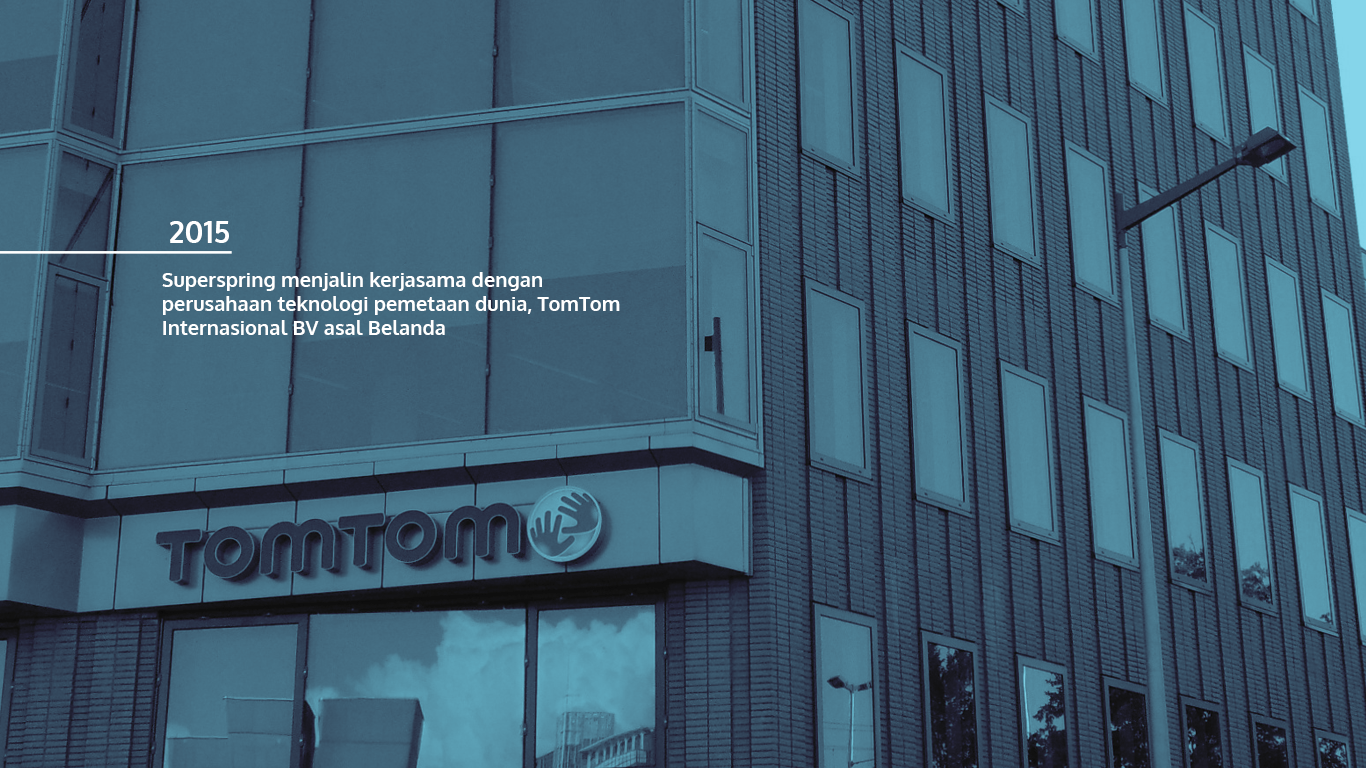 2015
Superspring menjalin kerjasama dengan
perusahaan teknologi pemetaan dunia, TomTom
Internasional BV asal Belanda
TOMTOM